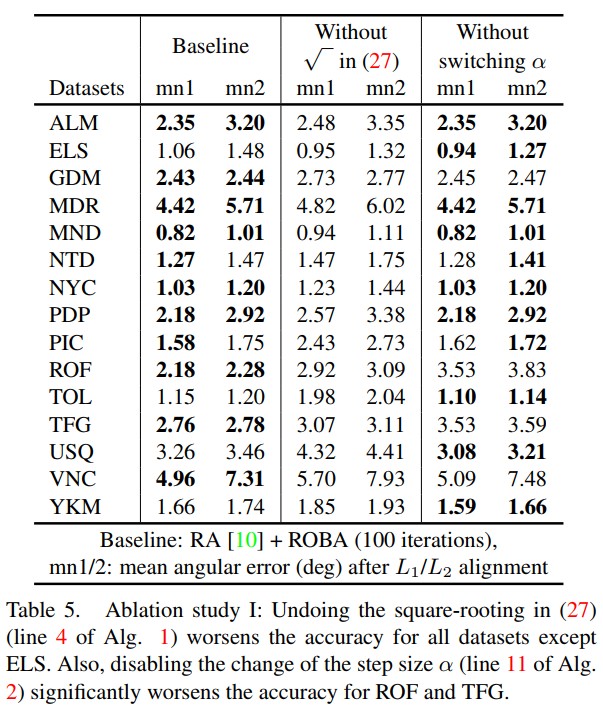 Without Without
Baseline √ in (27) switching α
Datasets mn1 mn2 mn1 mn2 mn1 mn2
ALM 2.35 3.20 2.48 3.35 2.35 3.20
ELS 1.06 1.48 0.95 1.32 0.94 1.27
GDM 2.43 2.44 2.73 2.77 2.45 2.47
MDR 4.42 5.71 4.82 6.02 4.42 5.71
MND 0.82 1.01 0.94 1.11 0.82 1.01
NTD 1.27 1.47 1.47 1.75 1.28 1.41
NYC 1.03 1.20 1.23 1.44 1.03 1.20
PDP 2.18 2.92 2.57 3.38 2.18 2.92
PIC 1.58 1.75 2.43 2.73 1.62 1.72
ROF 2.18 2.28 2.92 3.09 3.53 3.83
TOL 1.15 1.20 1.98 2.04 1.10 1.14
TFG 2.76 2.78 3.07 3.11 3.53 3.59
USQ 3.26 3.46 4.32 4.41 3.08 3.21
VNC 4.96 7.31 5.70 7.93 5.09 7.48
YKM 1.66 1.74 1.85 1.93 1.59 1.66
Baseline: RA [10] + ROBA (100 iterations),
mn1/2: mean angular error (deg) after L1/L2 alignment
Table 5. Ablation study I: Undoing the square-rooting in (27)
(line 4 of Alg. 1) worsens the accuracy for all datasets except
ELS. Also, disabling the change of the step size α (line 11 of Alg.
2) significantly worsens the accuracy for ROF and TFG.